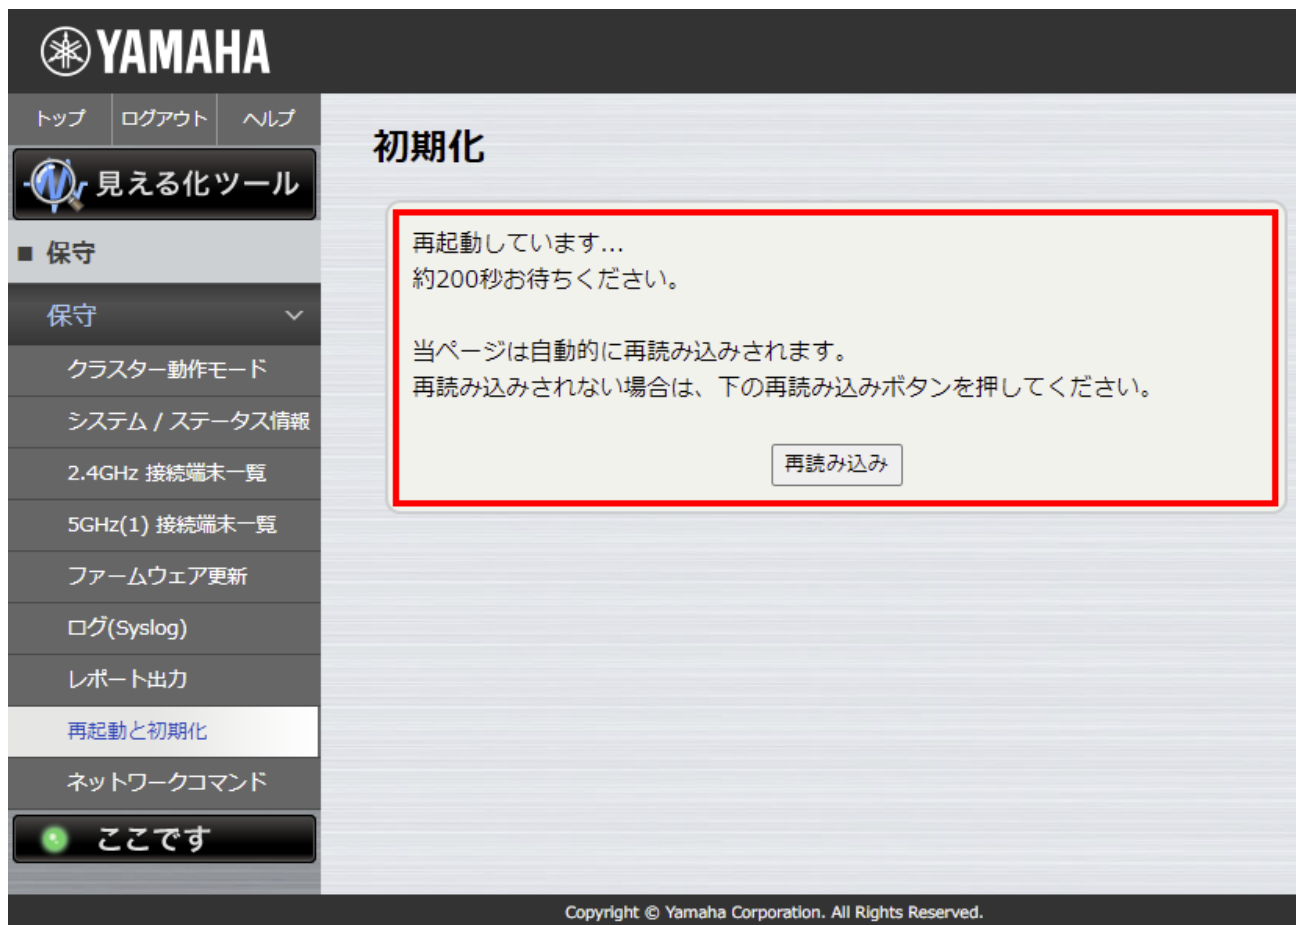 YAMAHA
トップ ログアウト ヘルプ
見える化ツール
■ 保守
保守
クラスター動作モード
システム / ステータス情報
2.4GHz 接続端末一覧
5GHz(1) 接続端末一覧
ファームウェア更新
ログ(Syslog)
レポート出力
再起動と初期化
ネットワークコマンド
ここです
初期化
再起動しています...
約200秒お待ちください。
当ページは自動的に再読み込みされます。
再読み込みされない場合は、下の再読み込みボタンを押してください。
再読み込み
Copyright © Yamaha Corporation. All Rights Reserved.